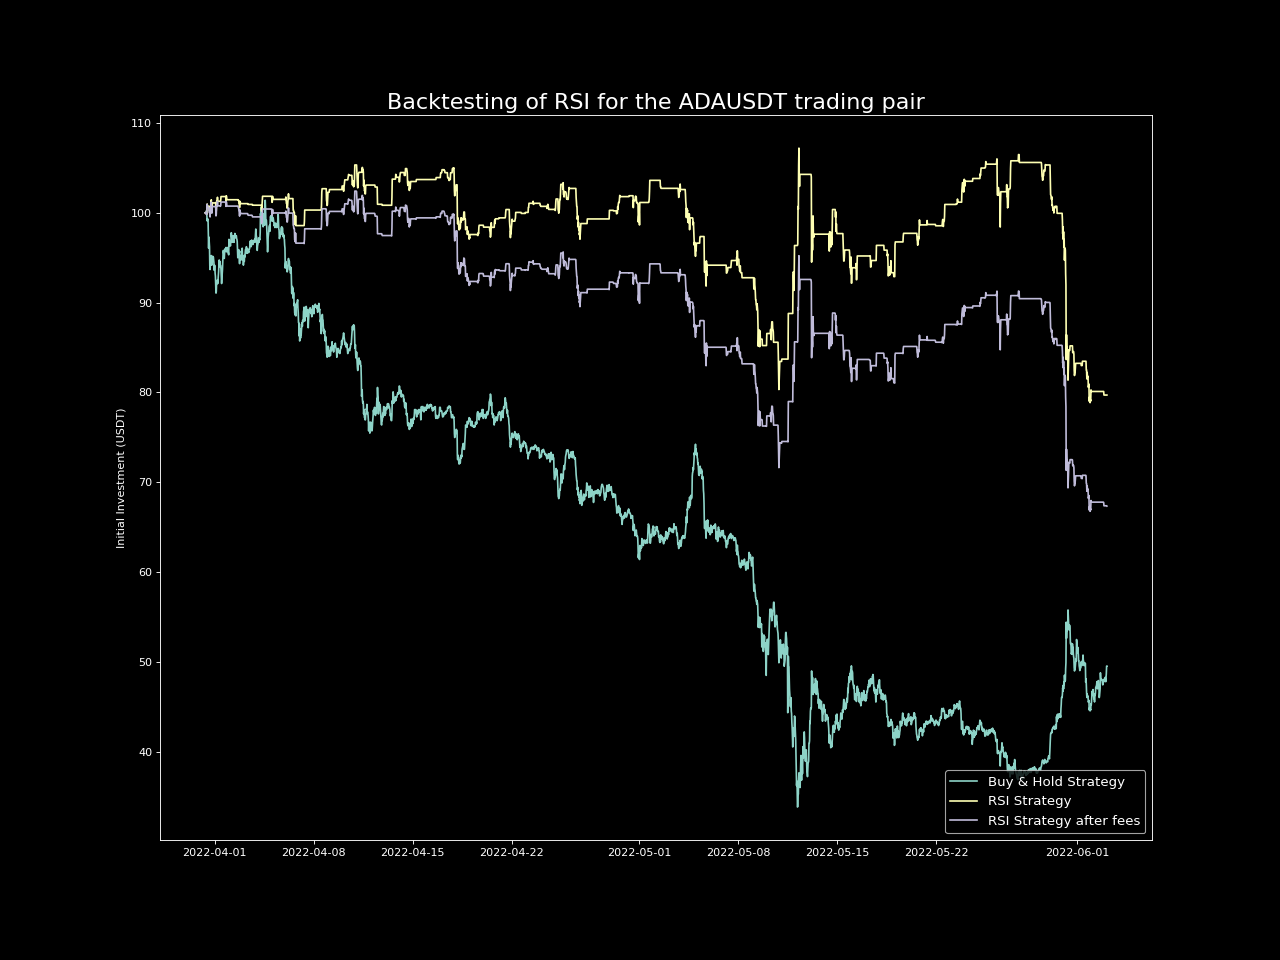 Backtesting of RSI for the ADAUSDT trading pair
110
100
90
80
70
60
50
40
Initial Investment (USDT)
2022-04-01 2022-04-08 2022-04-15 2022-04-22 2022-05-01 2022-05-08 2022-05-15 2022-05-22 2022-06-01
Buy & Hold Strategy
RSI Strategy
RSI Strategy after fees